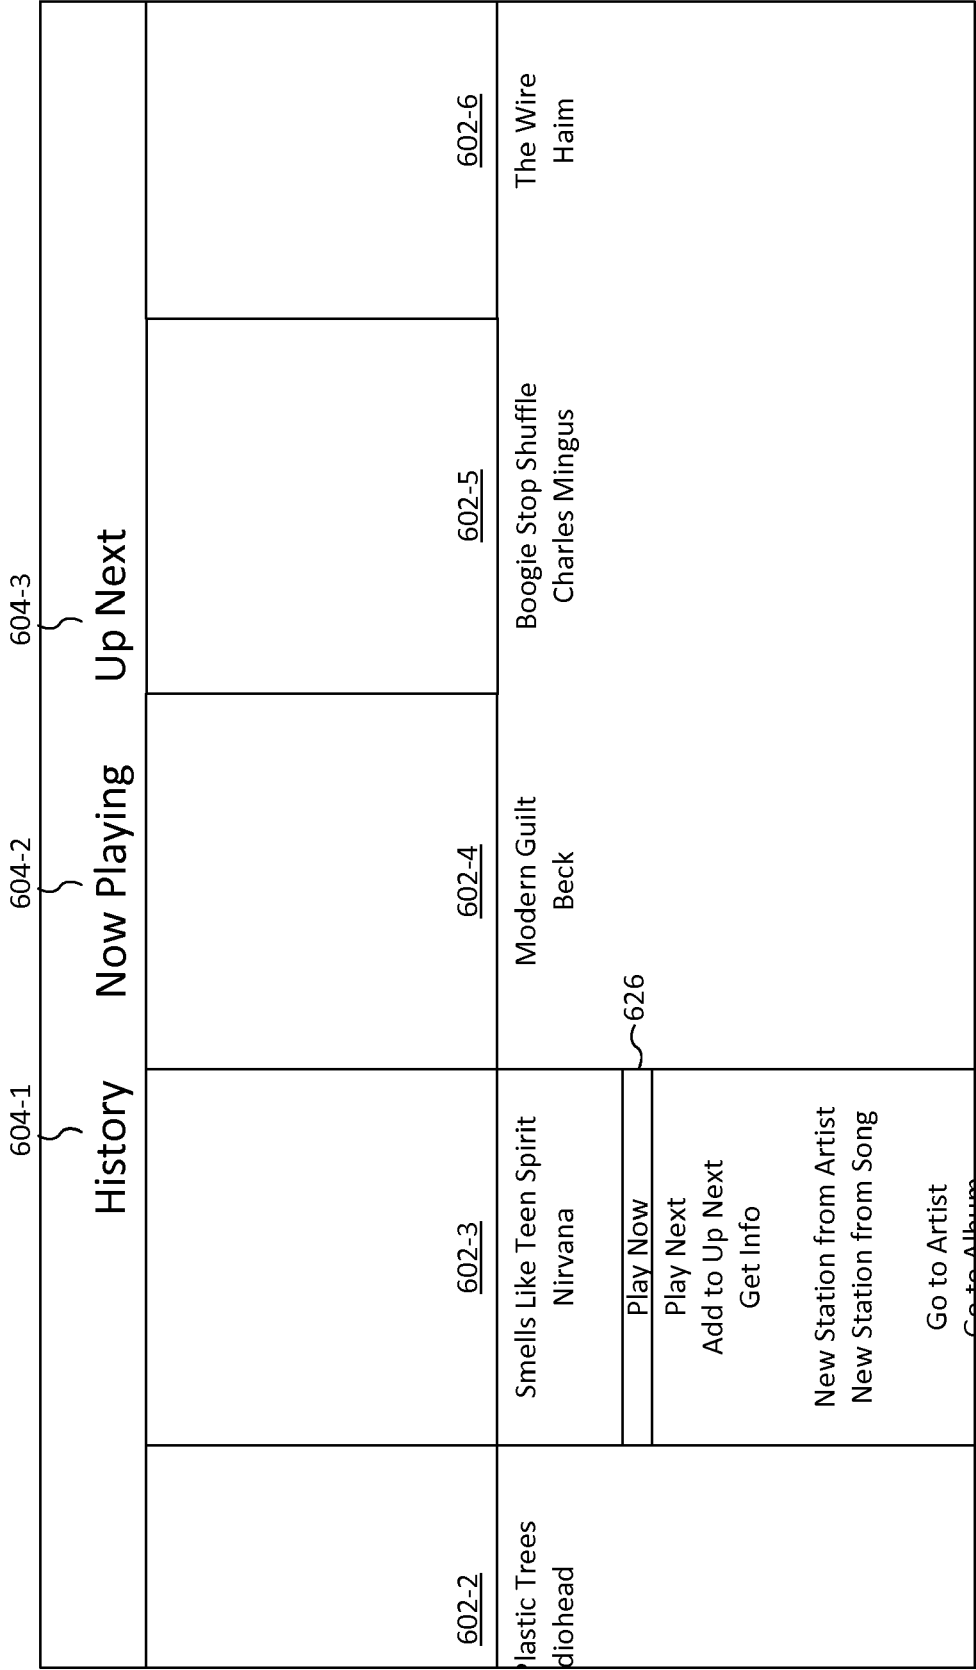 604-1
604-2
604-3
History
Now Playing
Up Next
602-2
602-3
602-4
602-5
602-6
lastic Trees
diohead
Smells Like Teen Spirit
Nirvana
Modern Guilt
Beck
Boogie Stop Shuffle
Charles Mingus
The Wire
Haim
626
Play Now
Play Next
Add to Up Next
Get Info
New Station from Artist
New Station from Song
Go to Artist
Go to Album